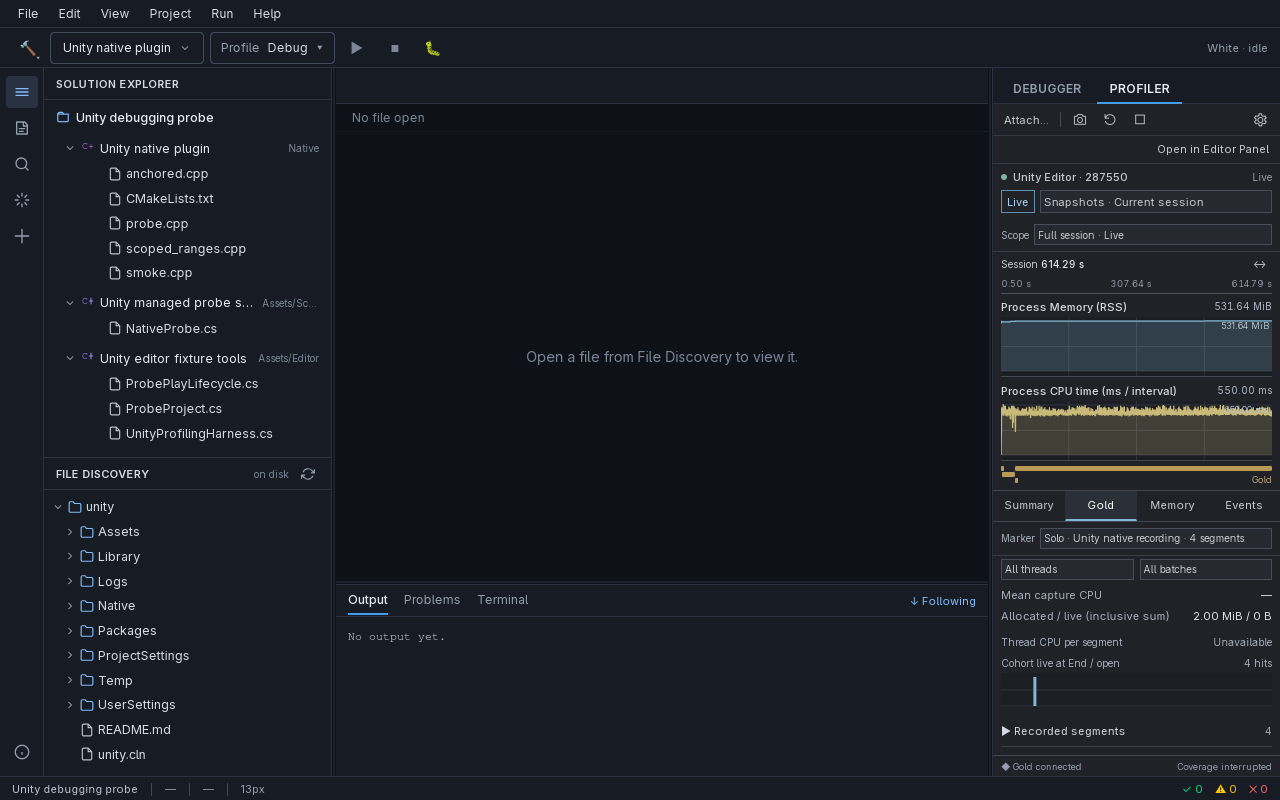 File Edit View Project Run Help
Unity native plugin
Profile Debug
White · idle
SOLUTION EXPLORER
Unity debugging probe
Unity native plugin Native
anchored.cpp
CMakeLists.txt
probe.cpp
scoped_ranges.cpp
smoke.cpp
Unity managed probe s... Assets/Sc...
NativeProbe.cs
Unity editor fixture tools Assets/Editor
ProbePlayLifecycle.cs
ProbeProject.cs
UnityProfilingHarness.cs
FILE DISCOVERY on disk
unity
Assets
Library
Logs
Native
Packages
ProjectSettings
Temp
UserSettings
README.md
unity.cln
No file open
Open a file from File Discovery to view it.
Output Problems Terminal ↓ Following
No output yet.
DEBUGGER PROFILER
Attach...
Open in Editor Panel
Unity Editor · 287550 Live
Live Snapshots · Current session
Scope Full session · Live
Session 614.29 s
0.50 s 307.64 s 614.79 s
Process Memory (RSS) 531.64 MiB
531.64 MiB
Process CPU time (ms / interval) 550.00 ms
Gold
Summary Gold Memory Events
Marker Solo · Unity native recording · 4 segments
All threads All batches
Mean capture CPU —
Allocated / live (inclusive sum) 2.00 MiB / 0 B
Thread CPU per segment Unavailable
Cohort live at End / open 4 hits
Recorded segments 4
Gold connected Coverage interrupted
Unity debugging probe — — 13px 0 0 0